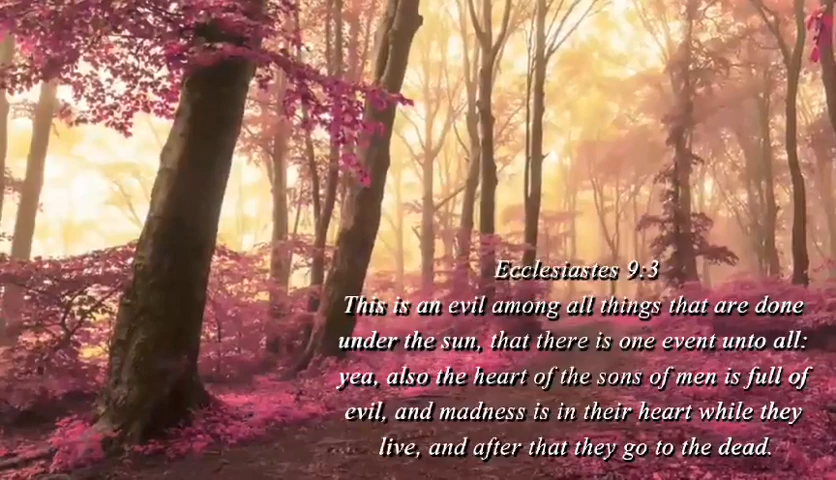 Ecclesiastes 9:3
This is an evil among all things that are done
under the sun, that there is one event unto all:
yea, also the heart of the sons of men is full of
evil, and madness is in their heart while they
live, and after that they go to the dead.